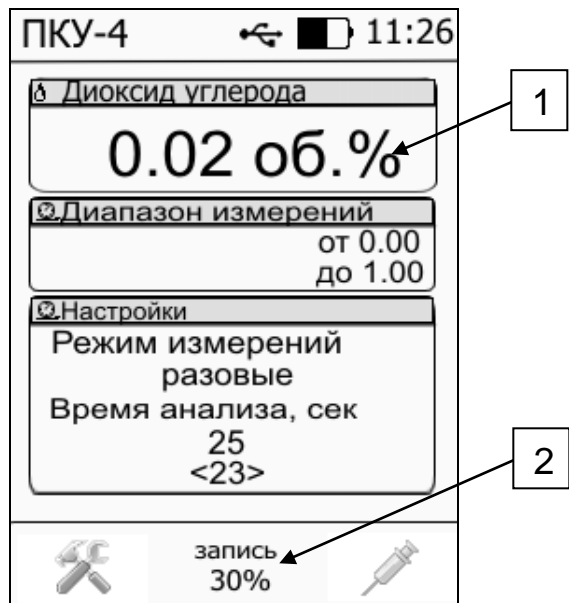 ПКУ-4 11:26
Диоксид углерода
0.02 об.%
1
Диапазон измерений
от 0.00
до 1.00
Настройки
Режим измерений
разовые
Время анализа, сек
25
<23>
2
запись
30%